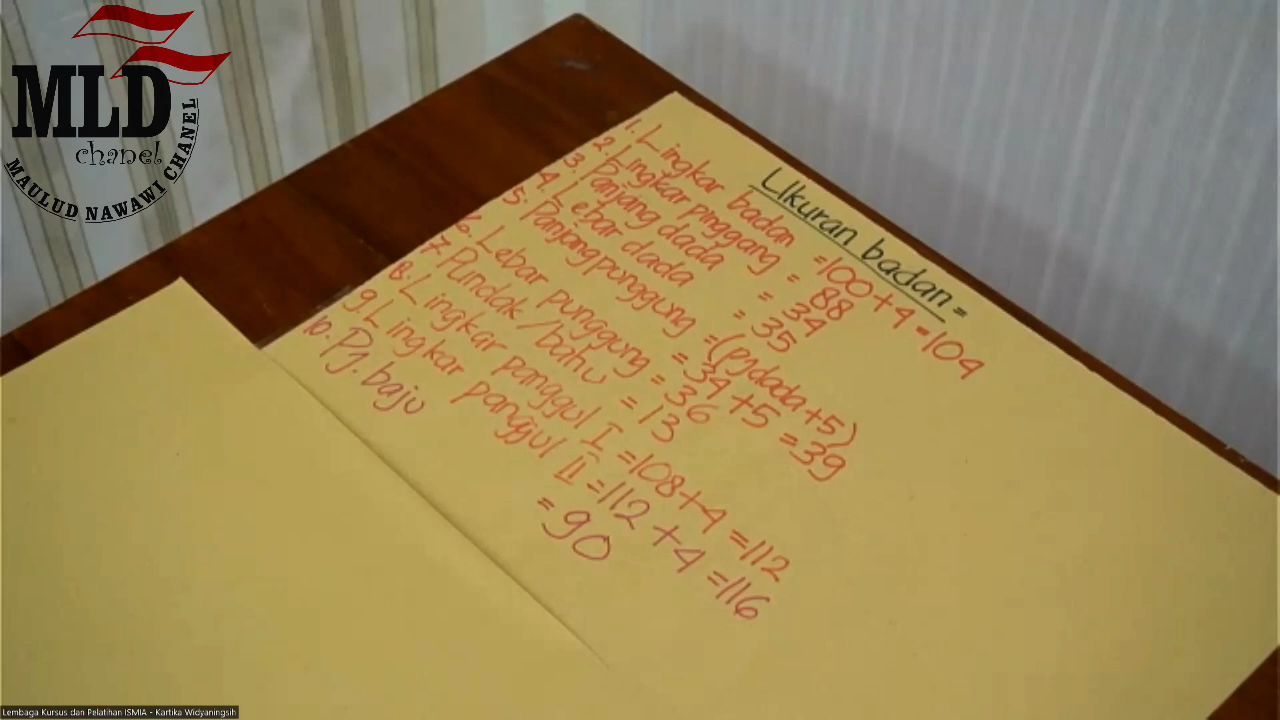 MLD
chanel
MAULUD NAWAWI CHANEL
Ukuran badan =
1. Lingkar badan = 100 + 4 = 104
2. Lingkar pinggang = 88
3. Panjang dada = 34
4. Lebar dada = 35
5. Panjang punggung = (Pj dada + 5)
= 34 + 5 = 39
6. Lebar punggung = 36
7. Pundak / bahu = 13
8. Lingkar panggul I = 108 + 4 = 112
9. Lingkar panggul II = 112 + 4 = 116
10. Pj. baju = 90
Lembaga Kursus dan Pelatihan ISMIA - Kartika Widyaningsih